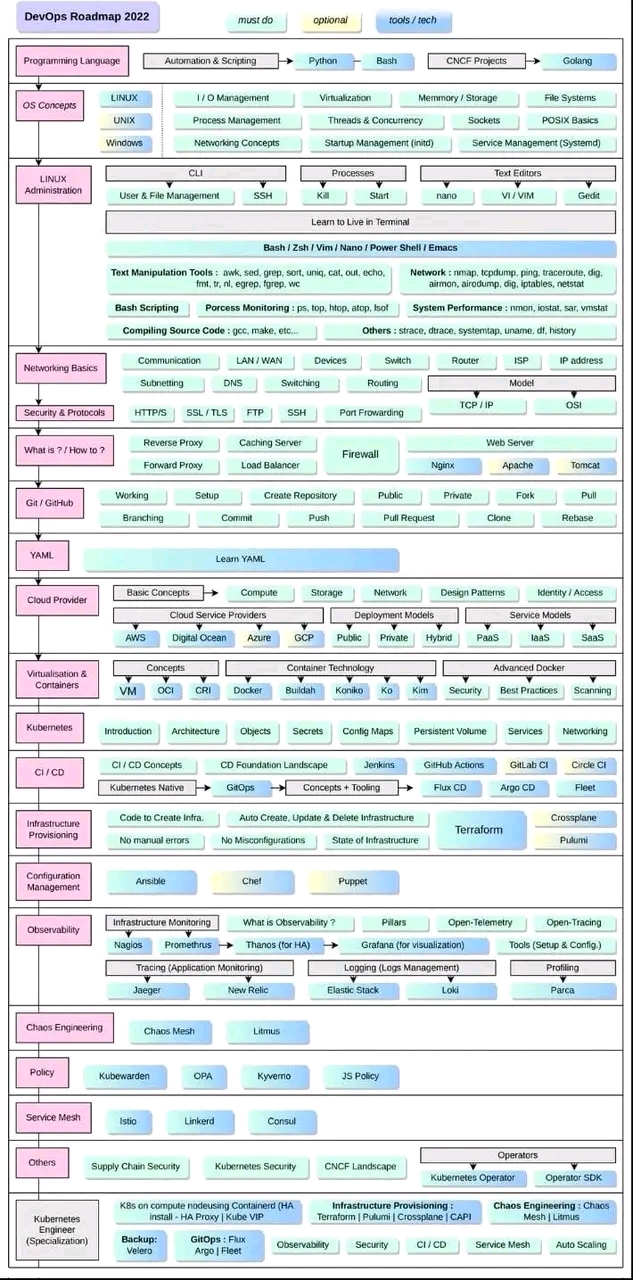 DevOps Roadmap 2022
must do
optional
tools / tech
Programming Language
Automation & Scripting
Python
Bash
CNCF Projects
Golang
OS Concepts
LINUX
I / O Management
Virtualization
Memmory / Storage
File Systems
UNIX
Process Management
Threads & Concurrency
Sockets
POSIX Basics
Windows
Networking Concepts
Startup Management (initd)
Service Management (Systemd)
LINUX
Administration
CLI
Processes
Text Editors
User & File Management
SSH
Kill
Start
nano
VI / VIM
Gedit
Learn to Live in Terminal
Bash / Zsh / Vim / Nano / Power Shell / Emacs
Text Manipulation Tools : awk, sed, grep, sort, uniq, cat, out, echo,
fmt, tr, nl, egrep, fgrep, wc
Network : nmap, tcpdump, ping, traceroute, dig,
airmon, airodump, dig, iptables, netstat
Bash Scripting
Porcess Monitoring : ps, top, htop, atop, lsof
System Performance : nmon, iostat, sar, vmstat
Compiling Source Code : gcc, make, etc...
Others : strace, dtrace, systemtap, uname, df, history
Networking Basics
Communication
LAN / WAN
Devices
Switch
Router
ISP
IP address
Subnetting
DNS
Switching
Routing
Model
TCP / IP
OSI
Security & Protocols
HTTP/S
SSL / TLS
FTP
SSH
Port Frowarding
What is ? / How to ?
Reverse Proxy
Caching Server
Firewall
Web Server
Forward Proxy
Load Balancer
Nginx
Apache
Tomcat
Git / GitHub
Working
Setup
Create Repository
Public
Private
Fork
Pull
Branching
Commit
Push
Pull Request
Clone
Rebase
YAML
Learn YAML
Cloud Provider
Basic Concepts
Compute
Storage
Network
Design Patterns
Identity / Access
Cloud Service Providers
Deployment Models
Service Models
AWS
Digital Ocean
Azure
GCP
Public
Private
Hybrid
PaaS
IaaS
SaaS
Virtualisation &
Containers
Concepts
Container Technology
Advanced Docker
VM
OCI
CRI
Docker
Buildah
Koniko
Ko
Kim
Security
Best Practices
Scanning
Kubernetes
Introduction
Architecture
Objects
Secrets
Config Maps
Persistent Volume
Services
Networking
CI / CD
CI / CD Concepts
CD Foundation Landscape
Jenkins
GitHub Actions
GitLab CI
Circle CI
Kubernetes Native
GitOps
Concepts + Tooling
Flux CD
Argo CD
Fleet
Infrastructure
Provisioning
Code to Create Infra.
Auto Create, Update & Delete Infrastructure
Terraform
Crossplane
No manual errors
No Misconfigurations
State of Infrastructure
Pulumi
Configuration
Management
Ansible
Chef
Puppet
Observability
Infrastructure Monitoring
What is Observability ?
Pillars
Open-Telemetry
Open-Tracing
Nagios
Promethrus
Thanos (for HA)
Grafana (for visualization)
Tools (Setup & Config.)
Tracing (Application Monitoring)
Logging (Logs Management)
Profiling
Jaeger
New Relic
Elastic Stack
Loki
Parca
Chaos Engineering
Chaos Mesh
Litmus
Policy
Kubewarden
OPA
Kyverno
JS Policy
Service Mesh
Istio
Linkerd
Consul
Others
Supply Chain Security
Kubernetes Security
CNCF Landscape
Operators
Kubernetes Operator
Operator SDK
Kubernetes
Engineer
(Specialization)
K8s on compute nodeusing Containerd (HA
install - HA Proxy | Kube VIP
Infrastructure Provisioning :
Terraform | Pulumi | Crossplane | CAPI
Chaos Engineering : Chaos
Mesh | Litmus
Backup:
Velero
GitOps : Flux
Argo | Fleet
Observability
Security
CI / CD
Service Mesh
Auto Scaling